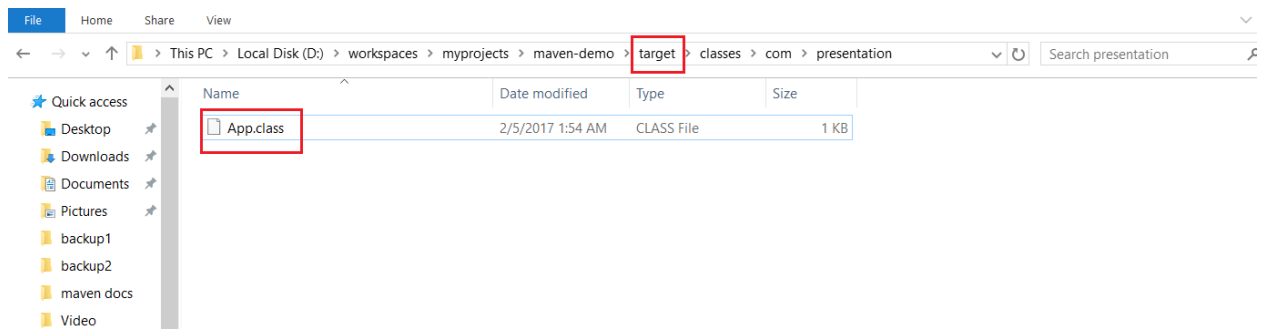 File Home Share View
This PC > Local Disk (D:) > workspaces > myprojects > maven-demo > target > classes > com > presentation Search presentation
Quick access
Desktop
Downloads
Documents
Pictures
backup1
backup2
maven docs
Video
Name Date modified Type Size
App.class 2/5/2017 1:54 AM CLASS File 1 KB